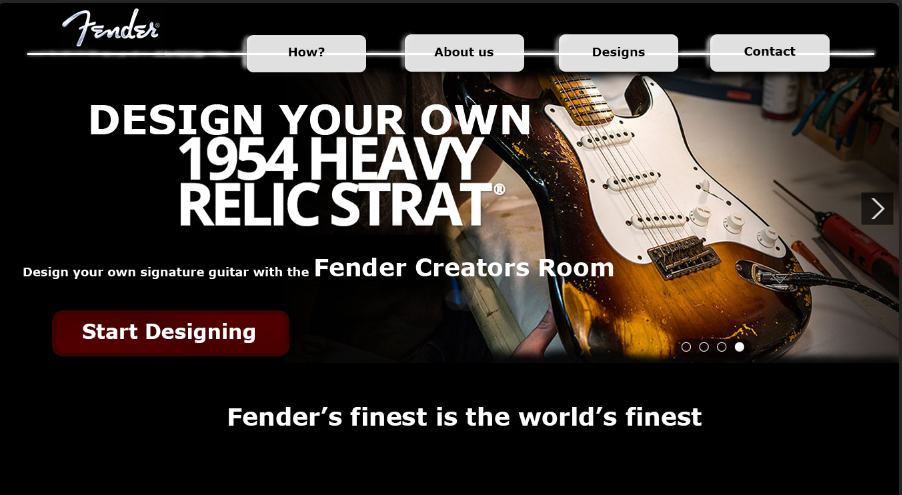 Fender®
How?
About us
Designs
Contact
DESIGN YOUR OWN
1954 HEAVY
RELIC STRAT®
Design your own signature guitar with the Fender Creators Room
Start Designing
Fender’s finest is the world’s finest